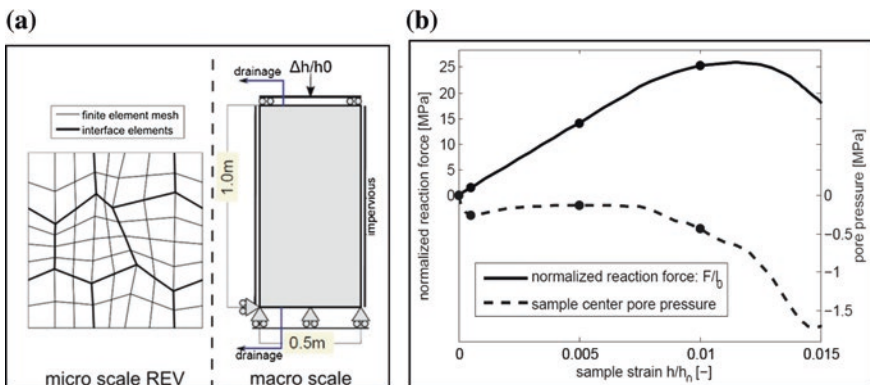 (a)
(b)
drainage
Δh/h0
finite element mesh
interface elements
1.0m
impervious
drainage
0.5m
micro scale REV
macro scale
normalized reaction force [MPa]
25
20
15
10
5
0
0
-0.5
-1
-1.5
pore pressure [MPa]
normalized reaction force: F/l0
sample center pore pressure
0
0.005
0.01
0.015
sample strain h/h0 [-]